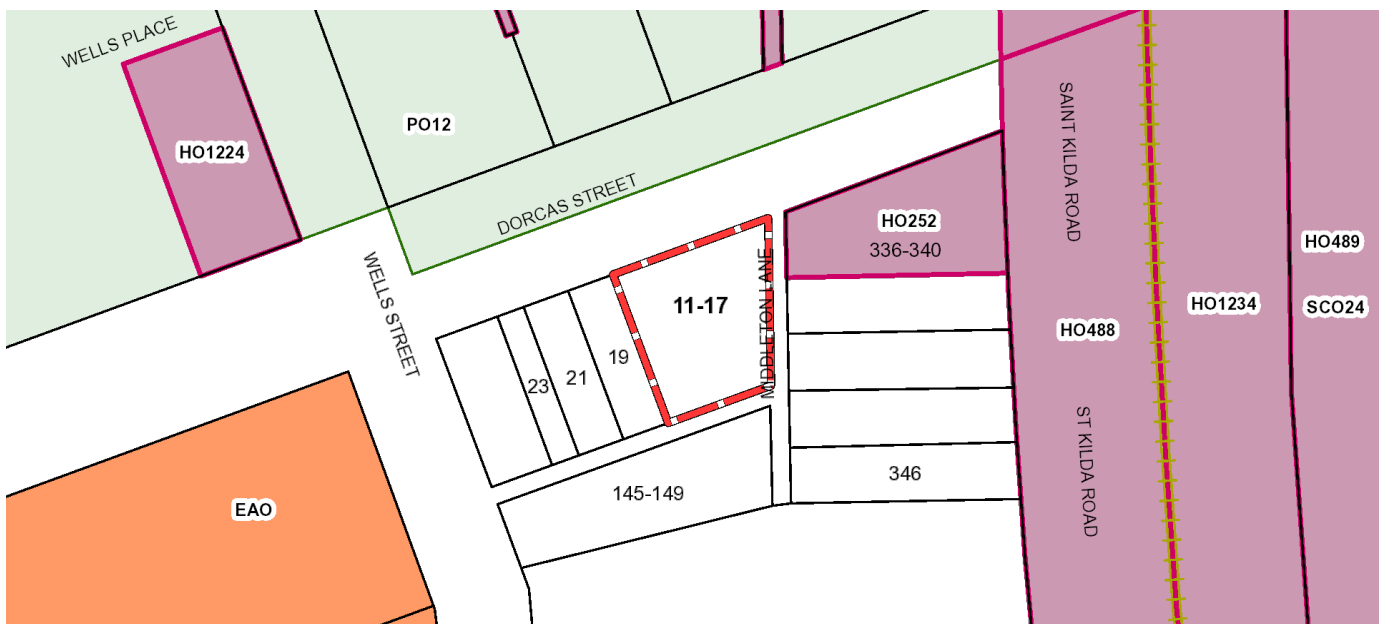 WELLS PLACE
PO12
HO1224
DORCAS STREET
SAINT KILDA ROAD
HO252
336-340
HO489
WELLS STREET
MIDDLETON LANE
11-17
HO1234
SCO24
HO488
19
21
23
ST KILDA ROAD
346
145-149
EAO